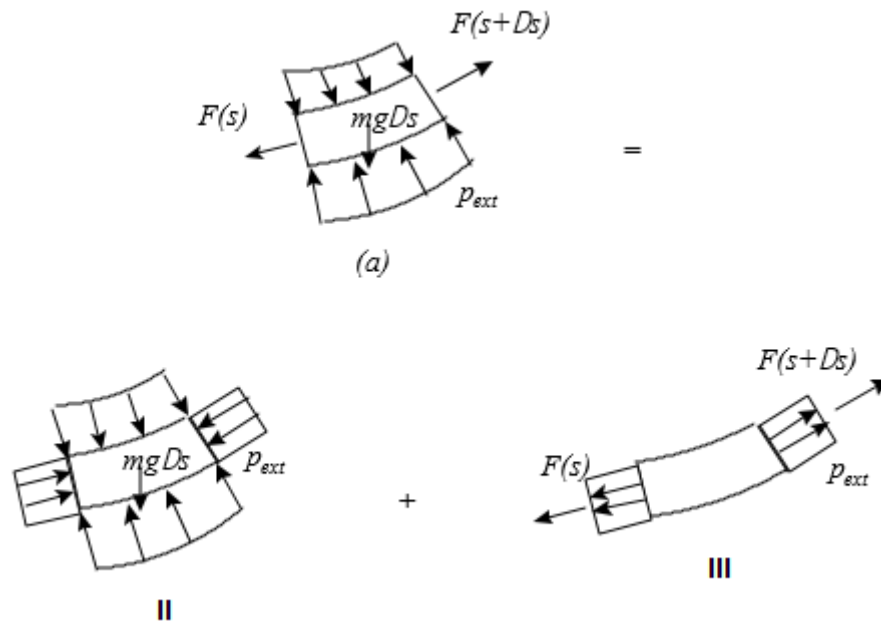 F(s+Ds)
F(s)
mgDs
=
p_ext
(a)
F(s+Ds)
mgDs
p_ext
F(s)
p_ext
+
II
III